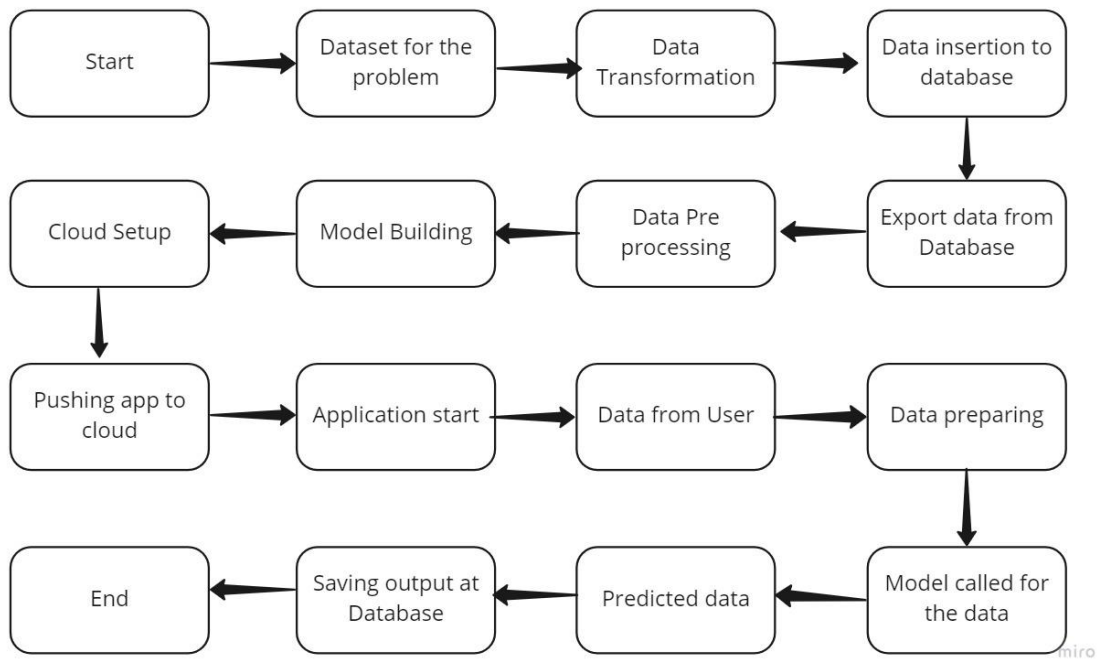 Start
Dataset for the
problem
Data
Transformation
Data insertion to
database
Cloud Setup
Model Building
Data Pre
processing
Export data from
Database
Pushing app to
cloud
Application start
Data from User
Data preparing
End
Saving output at
Database
Predicted data
Model called for
the data
miro